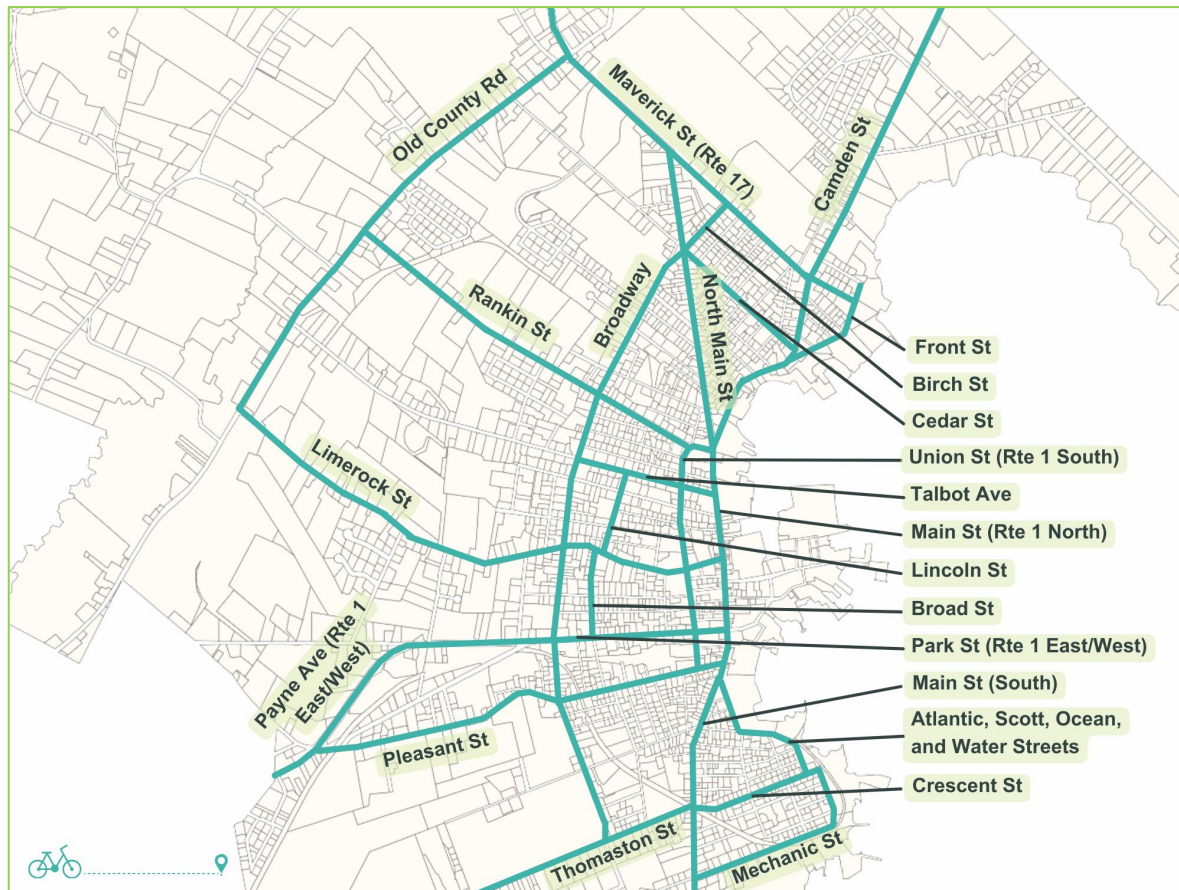 Old County Rd
Maverick St (Rte 17)
Camden St
Rankin St
Broadway
North Main St
Front St
Birch St
Cedar St
Union St (Rte 1 South)
Talbot Ave
Main St (Rte 1 North)
Lincoln St
Broad St
Park St (Rte 1 East/West)
Main St (South)
Atlantic, Scott, Ocean,
and Water Streets
Crescent St
Limerock St
Payne Ave (Rte 1
East/West)
Pleasant St
Thomaston St
Mechanic St